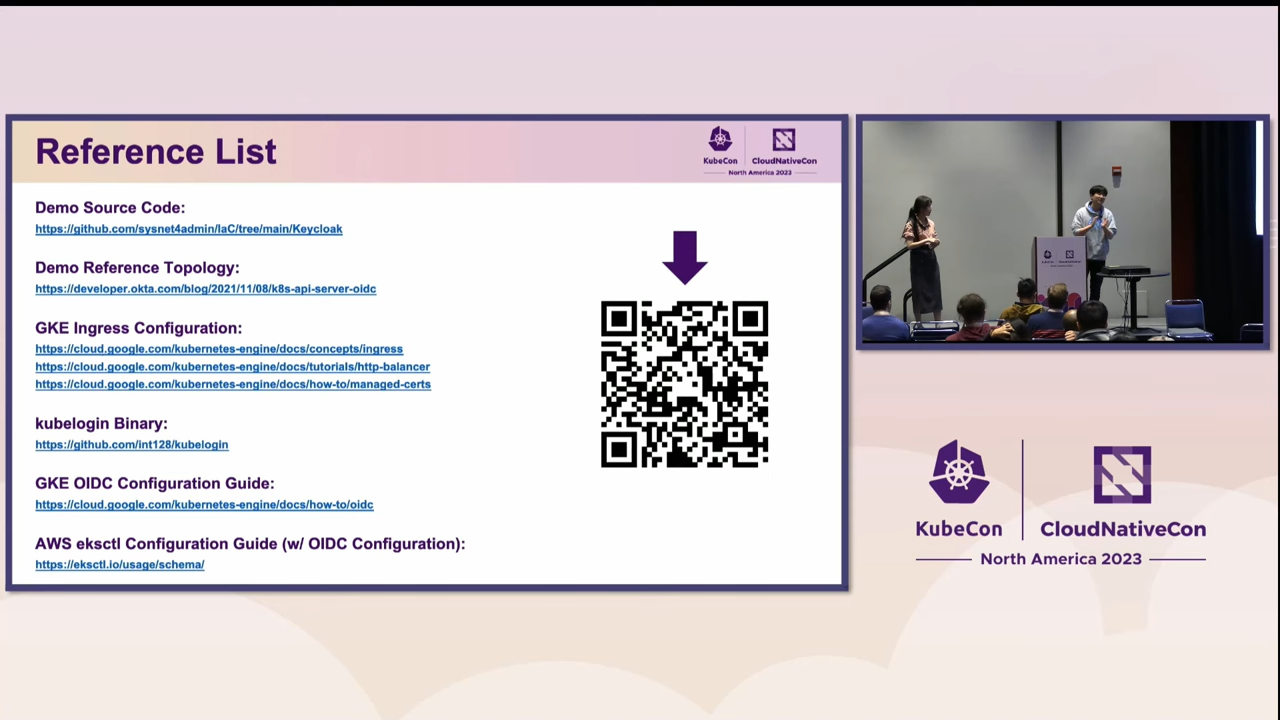 Reference List
KubeCon
CloudNativeCon
North America 2023
Demo Source Code:
https://github.com/sysnet4admin/IaC/tree/main/Keycloak
Demo Reference Topology:
https://developer.okta.com/blog/2021/11/08/k8s-api-server-oidc
GKE Ingress Configuration:
https://cloud.google.com/kubernetes-engine/docs/concepts/ingress
https://cloud.google.com/kubernetes-engine/docs/tutorials/http-balancer
https://cloud.google.com/kubernetes-engine/docs/how-to/managed-certs
kubelogin Binary:
https://github.com/int128/kubelogin
GKE OIDC Configuration Guide:
https://cloud.google.com/kubernetes-engine/docs/how-to/oidc
AWS eksctl Configuration Guide (w/ OIDC Configuration):
https://eksctl.io/usage/schema/
KubeCon
CloudNativeCon
North America 2023